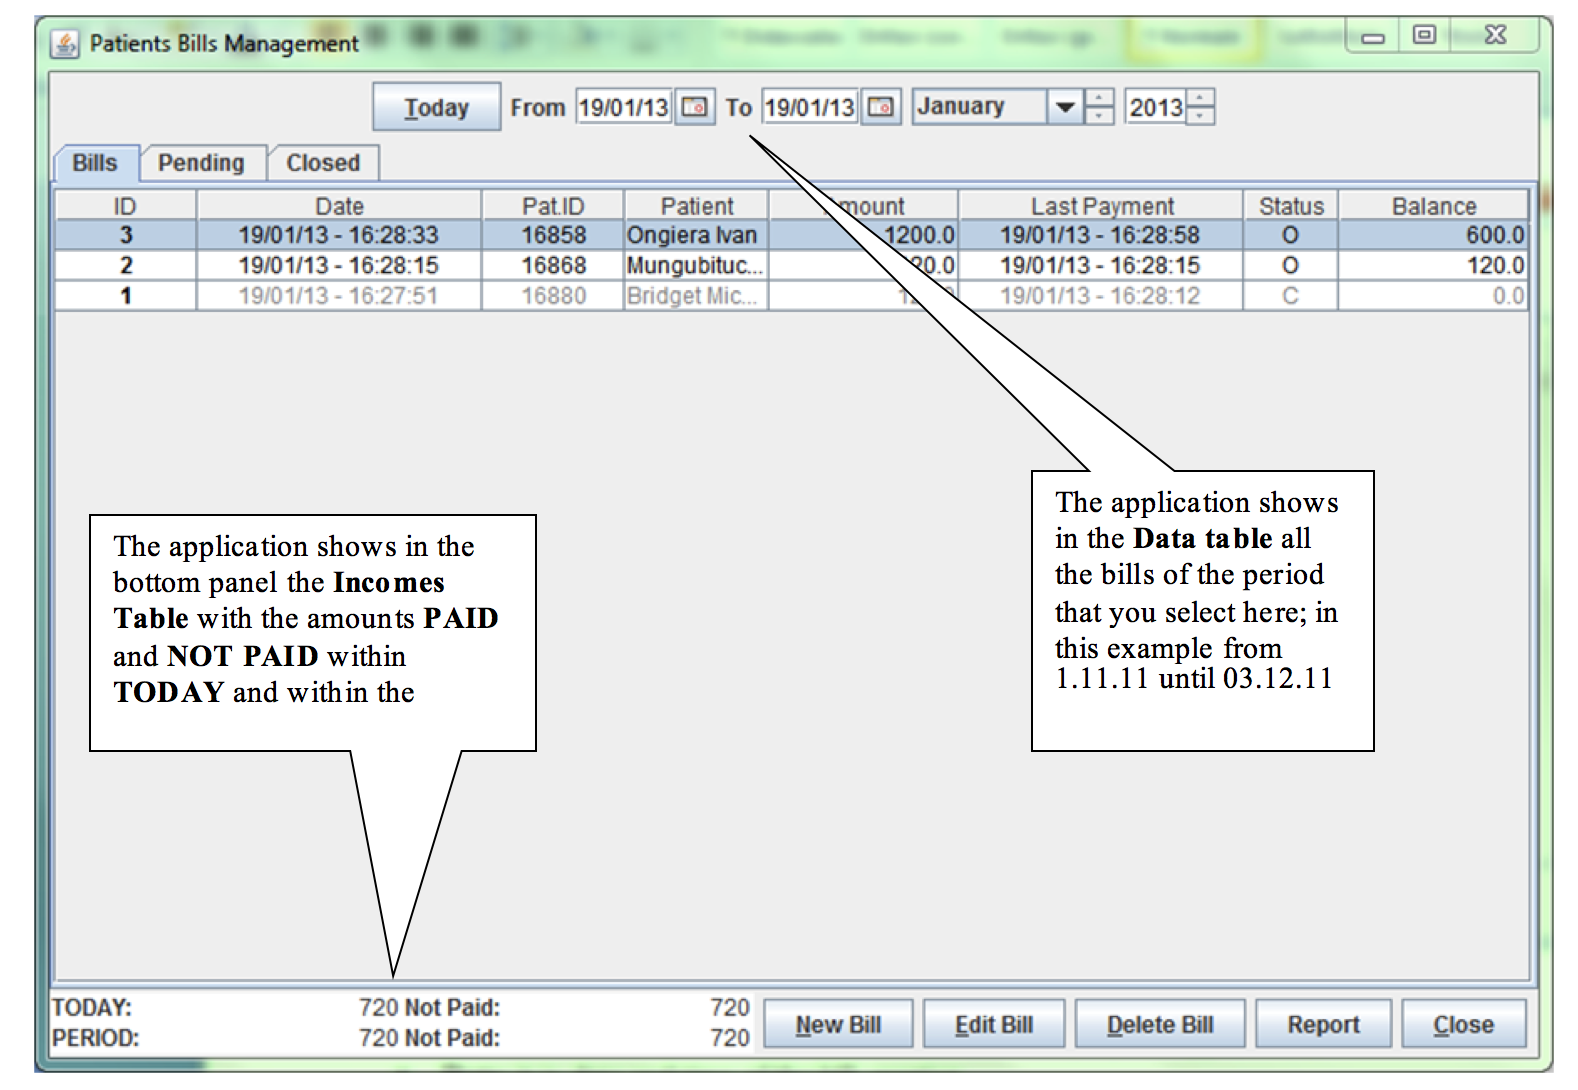 Patients Bills Management
Today From 19/01/13 To 19/01/13 January 2013
Bills Pending Closed
ID Date Pat.ID Patient Last Payment Status Balance
3 19/01/13 - 16:28:33 16858 Ongiera Ivan 1200.0 19/01/13 - 16:28:58 O 600.0
2 19/01/13 - 16:28:15 16868 Mungubituc... 19/01/13 - 16:28:15 O 120.0
1 19/01/13 - 16:27:51 16880 Bridget Mic... 19/01/13 - 16:28:12 C 0.0
The application shows
in the Data table all
the bills of the period
that you select here; in
this example from
1.11.11 until 03.12.11
The application shows in the
bottom panel the Incomes
Table with the amounts PAID
and NOT PAID within
TODAY and within the
TODAY: 720 Not Paid: 720
PERIOD: 720 Not Paid: 720
New Bill Edit Bill Delete Bill Report Close